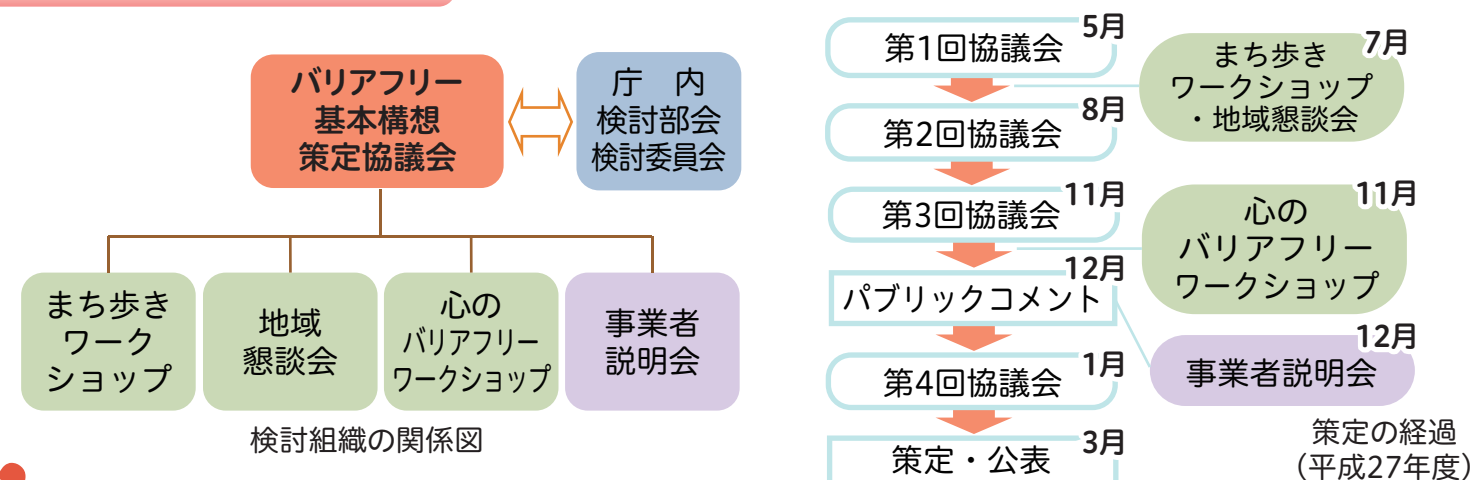 バリアフリー
基本構想
策定協議会
庁　内
検討部会
検討委員会
まち歩き
ワーク
ショップ
地域
懇談会
心の
バリアフリー
ワークショップ
事業者
説明会
検討組織の関係図
第1回協議会
5月
まち歩き
ワークショップ
・地域懇談会
7月
第2回協議会
8月
第3回協議会
11月
心の
バリアフリー
ワークショップ
11月
パブリックコメント
12月
事業者説明会
12月
第4回協議会
1月
策定・公表
3月
策定の経過
（平成27年度）